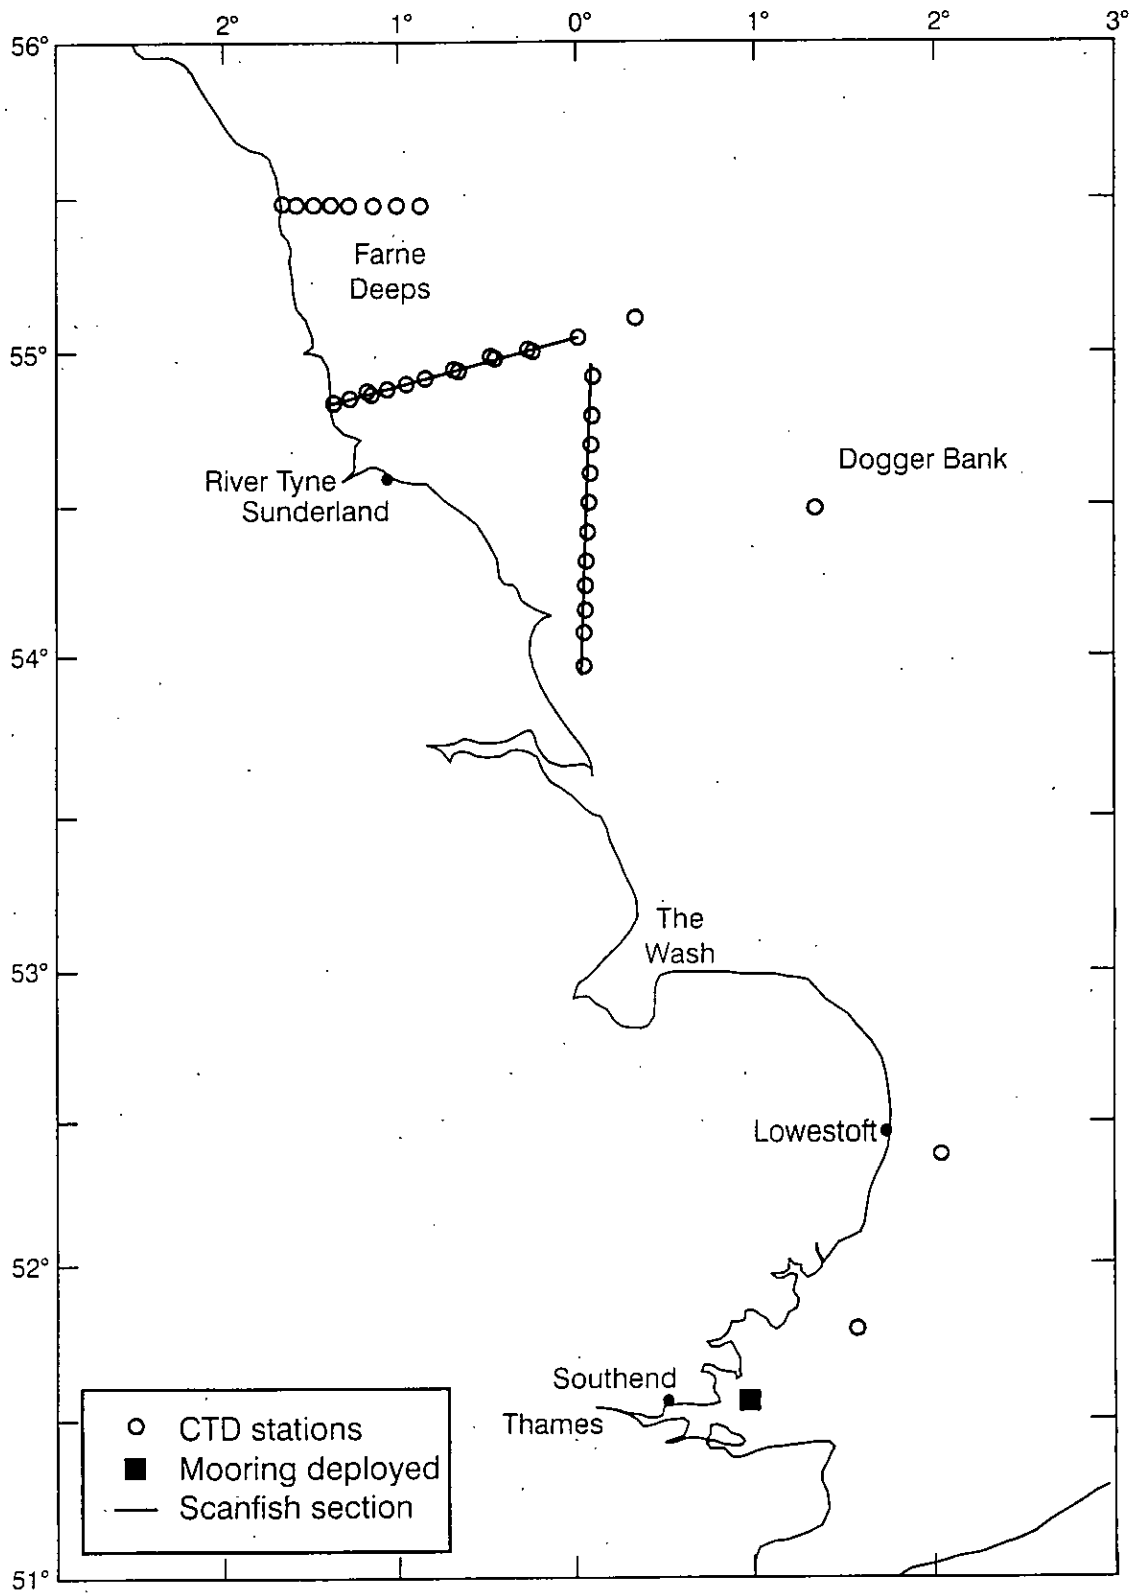 2° 1° 0° 1° 2° 3°
56°
Farne
Deeps
55°
Dogger Bank
River Tyne
Sunderland
54°
The
Wash
53°
Lowestoft
52°
Southend
Thames
CTD stations
Mooring deployed
Scanfish section
51°